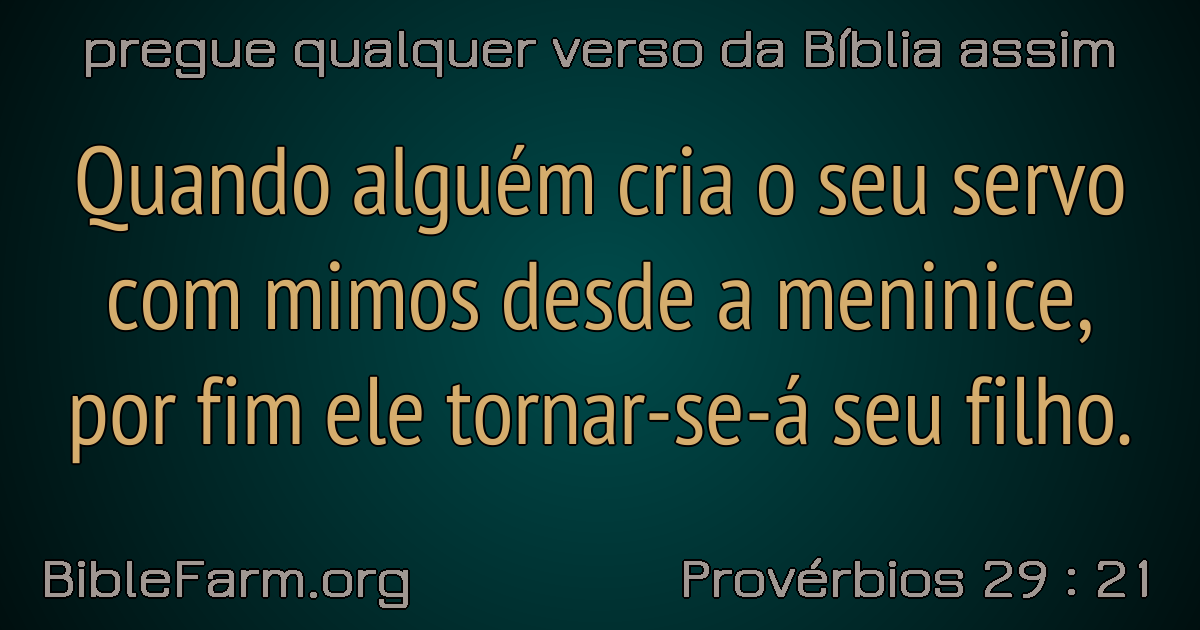 pregue qualquer verso da Bíblia assim
Quando alguém cria o seu servo
com mimos desde a meninice,
por fim ele tornar-se-á seu filho.
BibleFarm.org
Provérbios 29 : 21